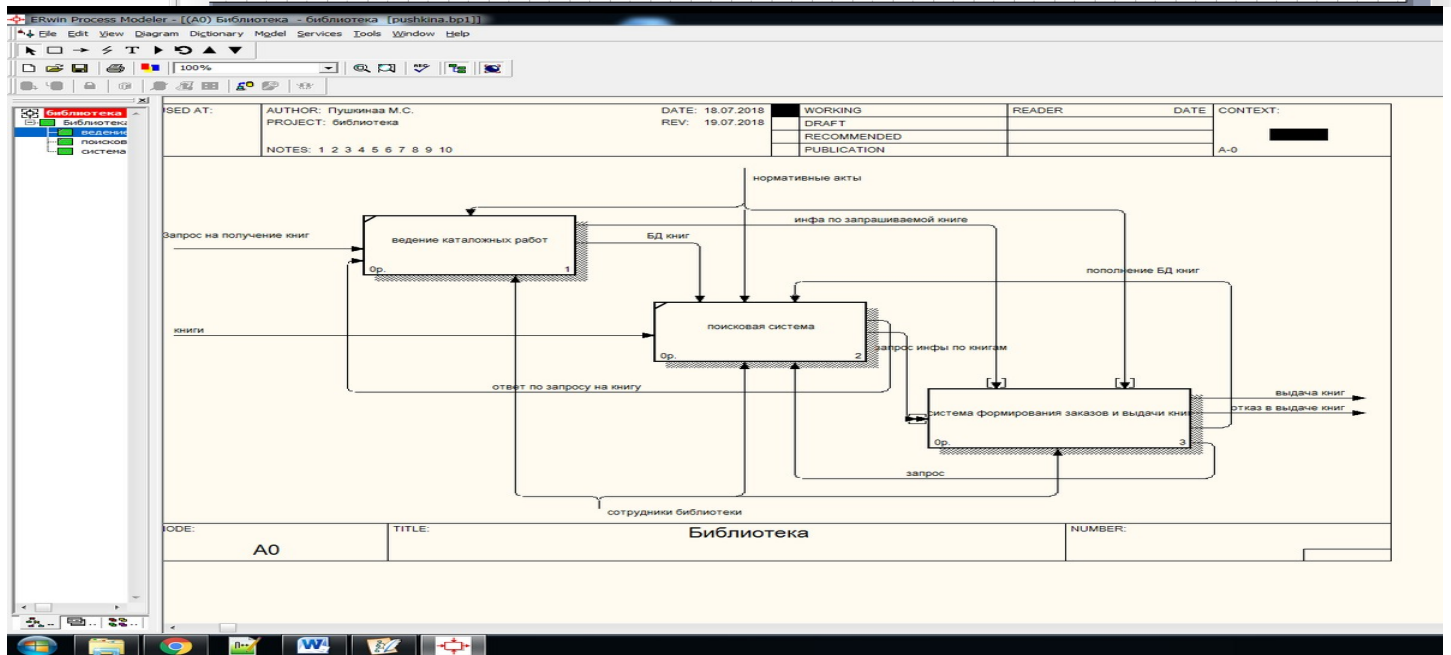 ERwin Process Modeler - [(A0) Библиотека - библиотека [pushkina.bp1]]
File Edit View Diagram Dictionary Model Services Tools Window Help
100%
библиотека
Библиотека
ведение
поисков
система
SED AT:
AUTHOR: Пушкинаа М.С.
DATE: 18.07.2018
PROJECT: библиотека
REV: 19.07.2018
NOTES: 1 2 3 4 5 6 7 8 9 10
WORKING
DRAFT
RECOMMENDED
PUBLICATION
READER
DATE
CONTEXT:
A-0
нормативные акты
инфа по запрашиваемой книге
Запрос на получение книг
ведение каталожных работ
0р.
1
БД книг
пополнение БД книг
книги
поисковая система
0р.
2
запрос инфы по книгам
ответ по запросу на книгу
выдача книг
отказ в выдаче книг
система формирования заказов и выдачи книг
0р.
3
запрос
сотрудники библиотеки
ODE:
A0
TITLE:
Библиотека
NUMBER: